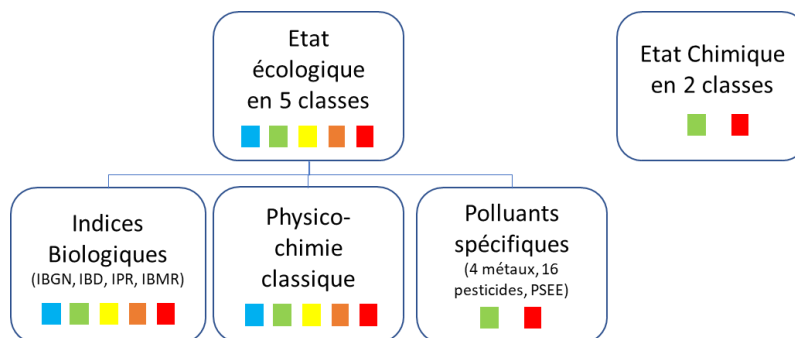 Etat
écologique
en 5 classes
Etat Chimique
en 2 classes
Indices
Biologiques
(IBGN, IBD, IPR, IBMR)
Physico-
chimie
classique
Polluants
spécifiques
(4 métaux, 16
pesticides, PSEE)